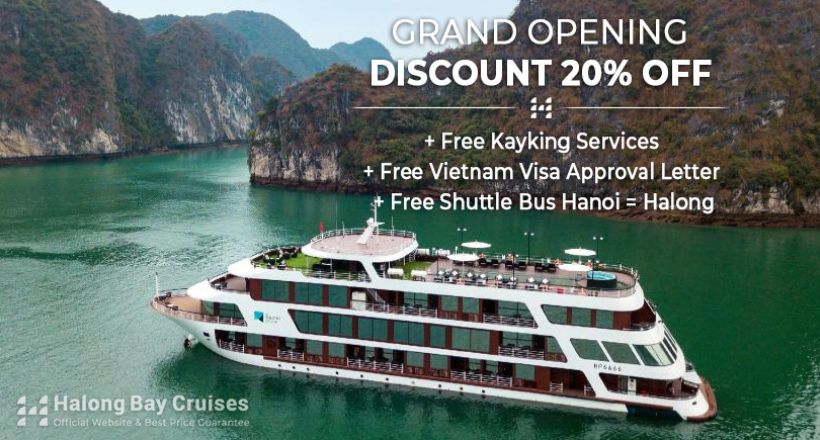 GRAND OPENING
DISCOUNT 20% OFF
+ Free Kayking Services
+ Free Vietnam Visa Approval Letter
+ Free Shuttle Bus Hanoi = Halong
HP6666
Halong Bay Cruises
Official Website & Best Price Guarantee